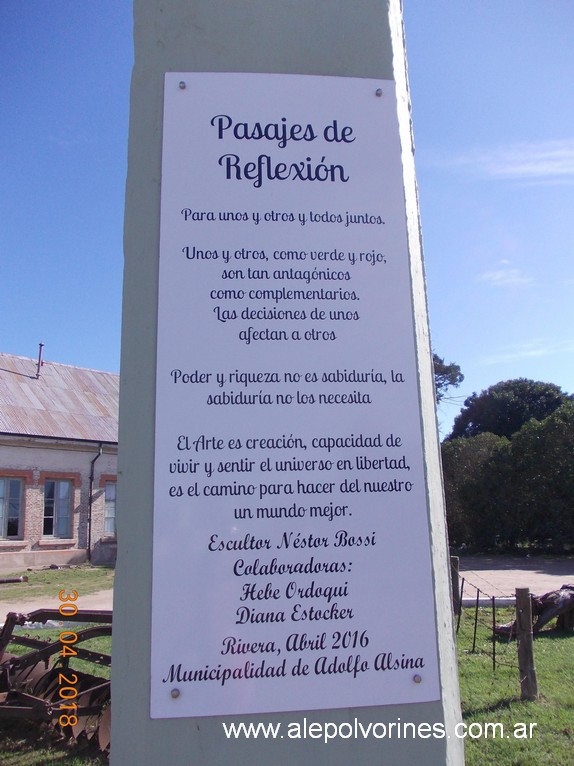 Pasajes de
Reflexión
Para unos y otros y todos juntos.
Unos y otros, como verde y rojo,
son tan antagónicos
como complementarios.
Las decisiones de unos
afectan a otros
Poder y riqueza no es sabiduría, la
sabiduría no los necesita
El Arte es creación, capacidad de
vivir y sentir el universo en libertad,
es el camino para hacer del nuestro
un mundo mejor.
Escultor Néstor Bossi
Colaboradoras:
Hebe Ordoqui
Diana Estocker
Rivera, Abril 2016
Municipalidad de Adolfo Alsina
30 04 2018
www.alepolvorines.com.ar